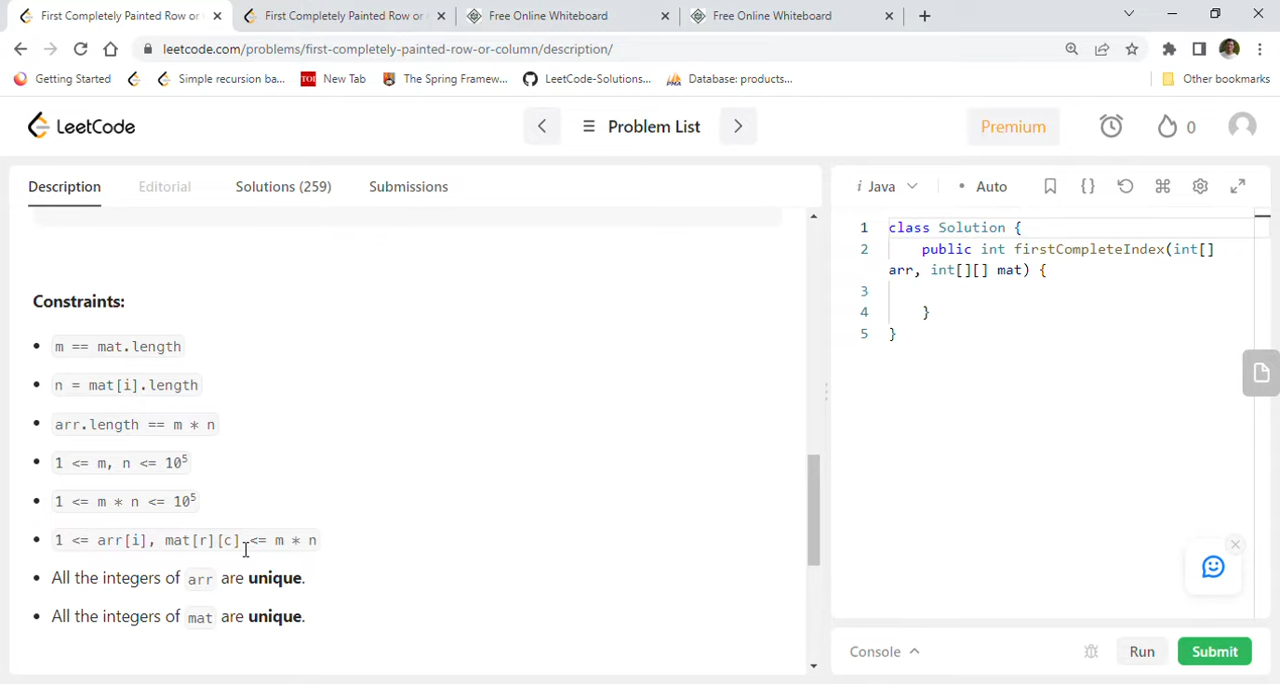 First Completely Painted Row or
First Completely Painted Row or
Free Online Whiteboard
Free Online Whiteboard
leetcode.com/problems/first-completely-painted-row-or-column/description/
Getting Started
Simple recursion ba...
TOI New Tab
The Spring Framew...
LeetCode-Solutions...
Database: products...
Other bookmarks
LeetCode
Problem List
Premium
0
Description
Editorial
Solutions (259)
Submissions
i Java
• Auto
Constraints:
• m == mat.length
• n = mat[i].length
• arr.length == m * n
• 1 <= m, n <= 10⁵
• 1 <= m * n <= 10⁵
• 1 <= arr[i], mat[r][c] <= m * n
• All the integers of arr are unique.
• All the integers of mat are unique.
1 class Solution {
2 public int firstCompleteIndex(int[]
arr, int[][] mat) {
3
4 }
5 }
Console
Run
Submit